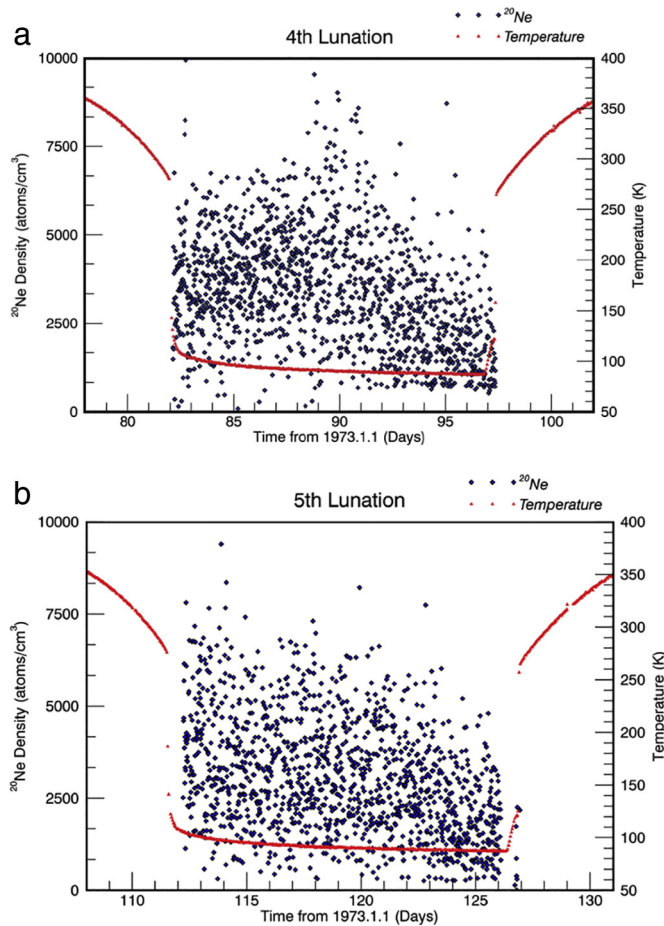 a
4th Lunation
20Ne
Temperature
10000
7500
5000
2500
0
20Ne Density (atoms/cm3)
400
350
300
250
200
150
100
50
Temperature (K)
80 85 90 95 100
Time from 1973.1.1 (Days)
b
5th Lunation
20Ne
Temperature
10000
7500
5000
2500
0
20Ne Density (atoms/cm3)
400
350
300
250
200
150
100
50
Temperature (K)
110 115 120 125 130
Time from 1973.1.1 (Days)